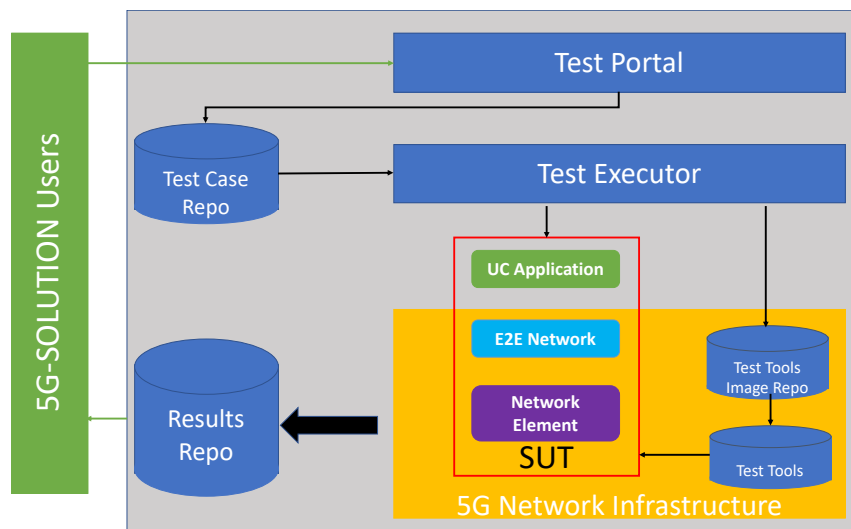 5G-SOLUTION Users
Test Portal
Test Case
Repo
Test Executor
UC Application
E2E Network
Network
Element
SUT
Test Tools
Image Repo
Test Tools
Results
Repo
5G Network Infrastructure